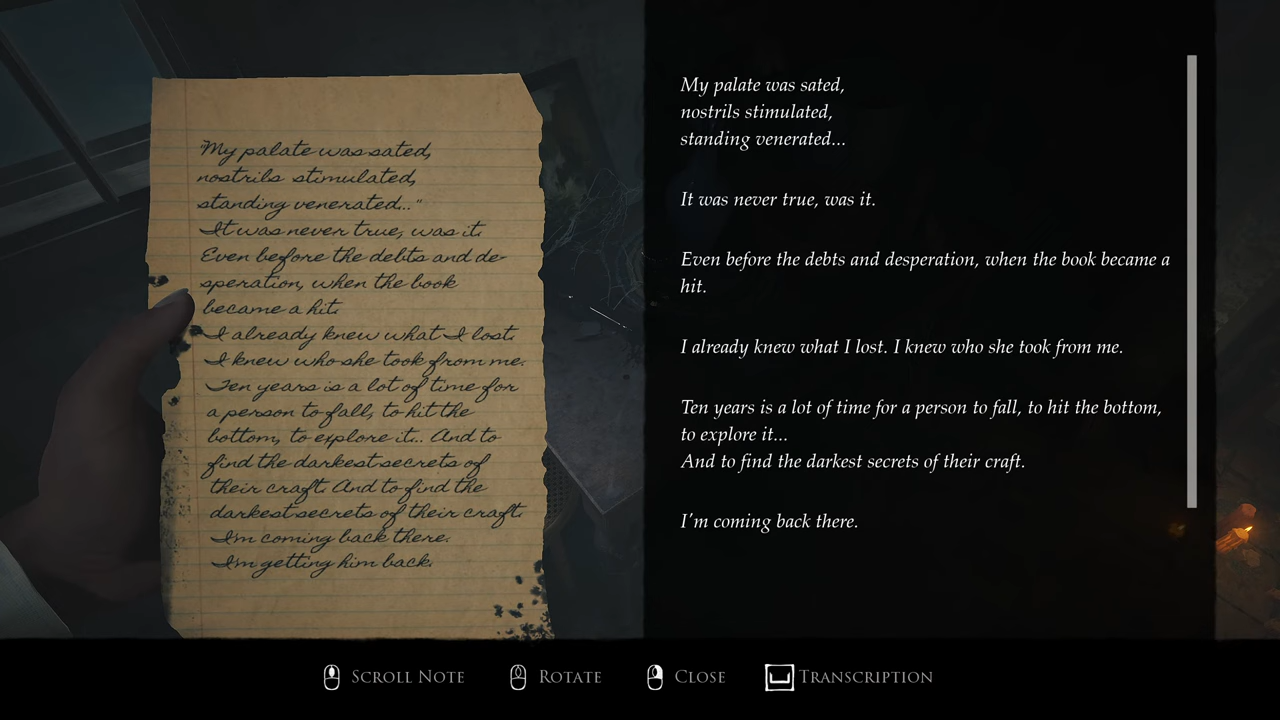 "My palate was sated,
nostrils stimulated,
standing venerated..."
It was never true, was it.
Even before the debts and de-
speration, when the book
became a hit.
I already knew what I lost.
I knew who she took from me.
Ten years is a lot of time for
a person to fall, to hit the
bottom, to explore it... And to
find the darkest secrets of
their craft. And to find the
darkest secrets of their craft.
I'm coming back there.
I'm getting him back.
My palate was sated,
nostrils stimulated,
standing venerated...
It was never true, was it.
Even before the debts and desperation, when the book became a
hit.
I already knew what I lost. I knew who she took from me.
Ten years is a lot of time for a person to fall, to hit the bottom,
to explore it...
And to find the darkest secrets of their craft.
I'm coming back there.
SCROLL NOTE ROTATE CLOSE TRANSCRIPTION